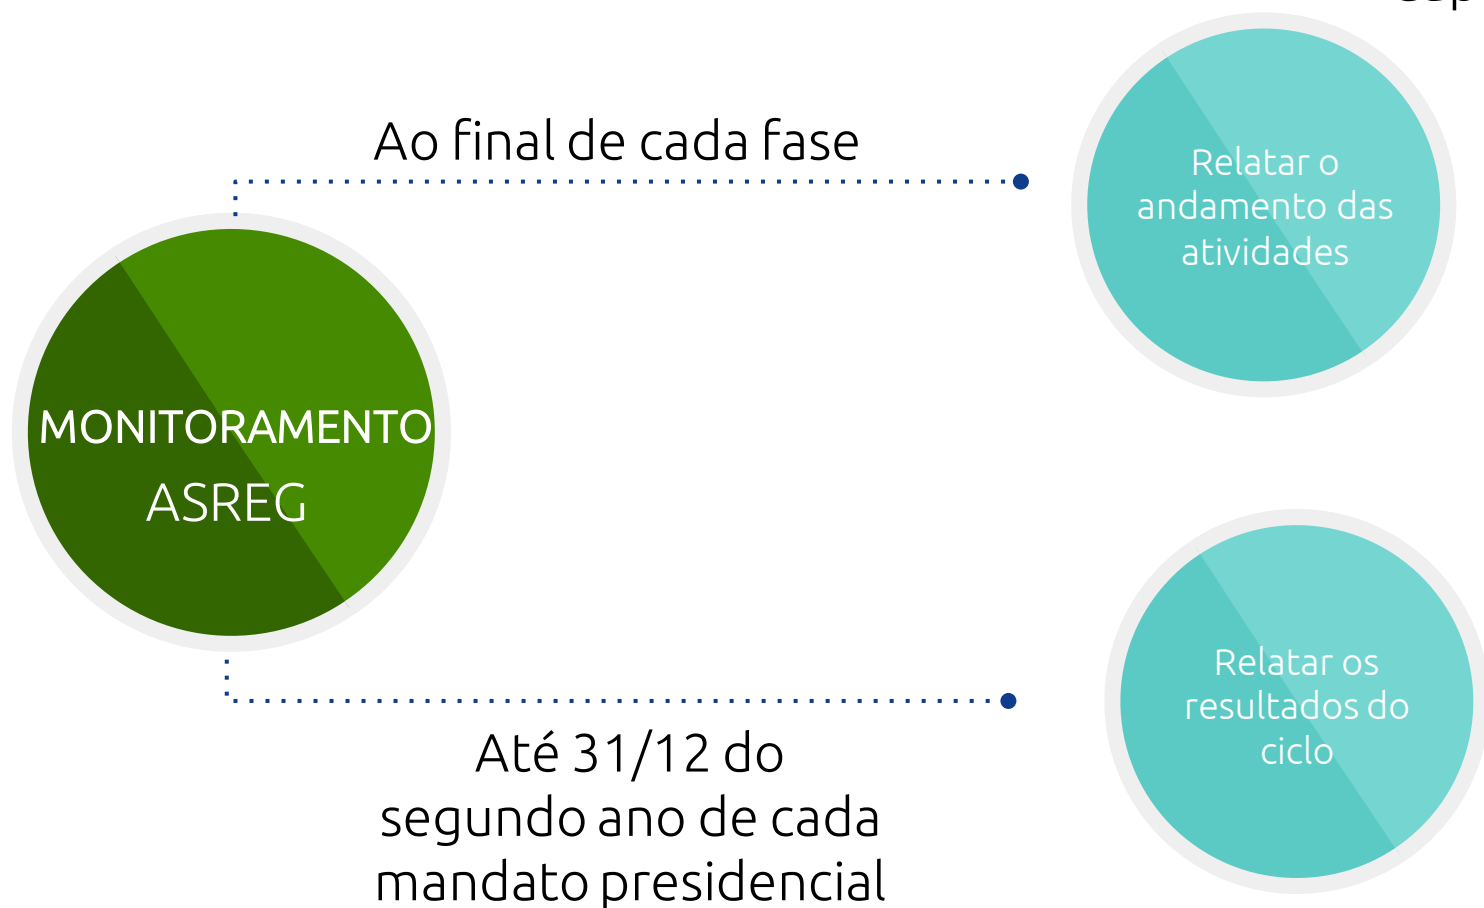 Ao final de cada fase
Relatar o
andamento das
atividades
MONITORAMENTO
ASREG
Relatar os
resultados do
ciclo
Até 31/12 do
segundo ano de cada
mandato presidencial